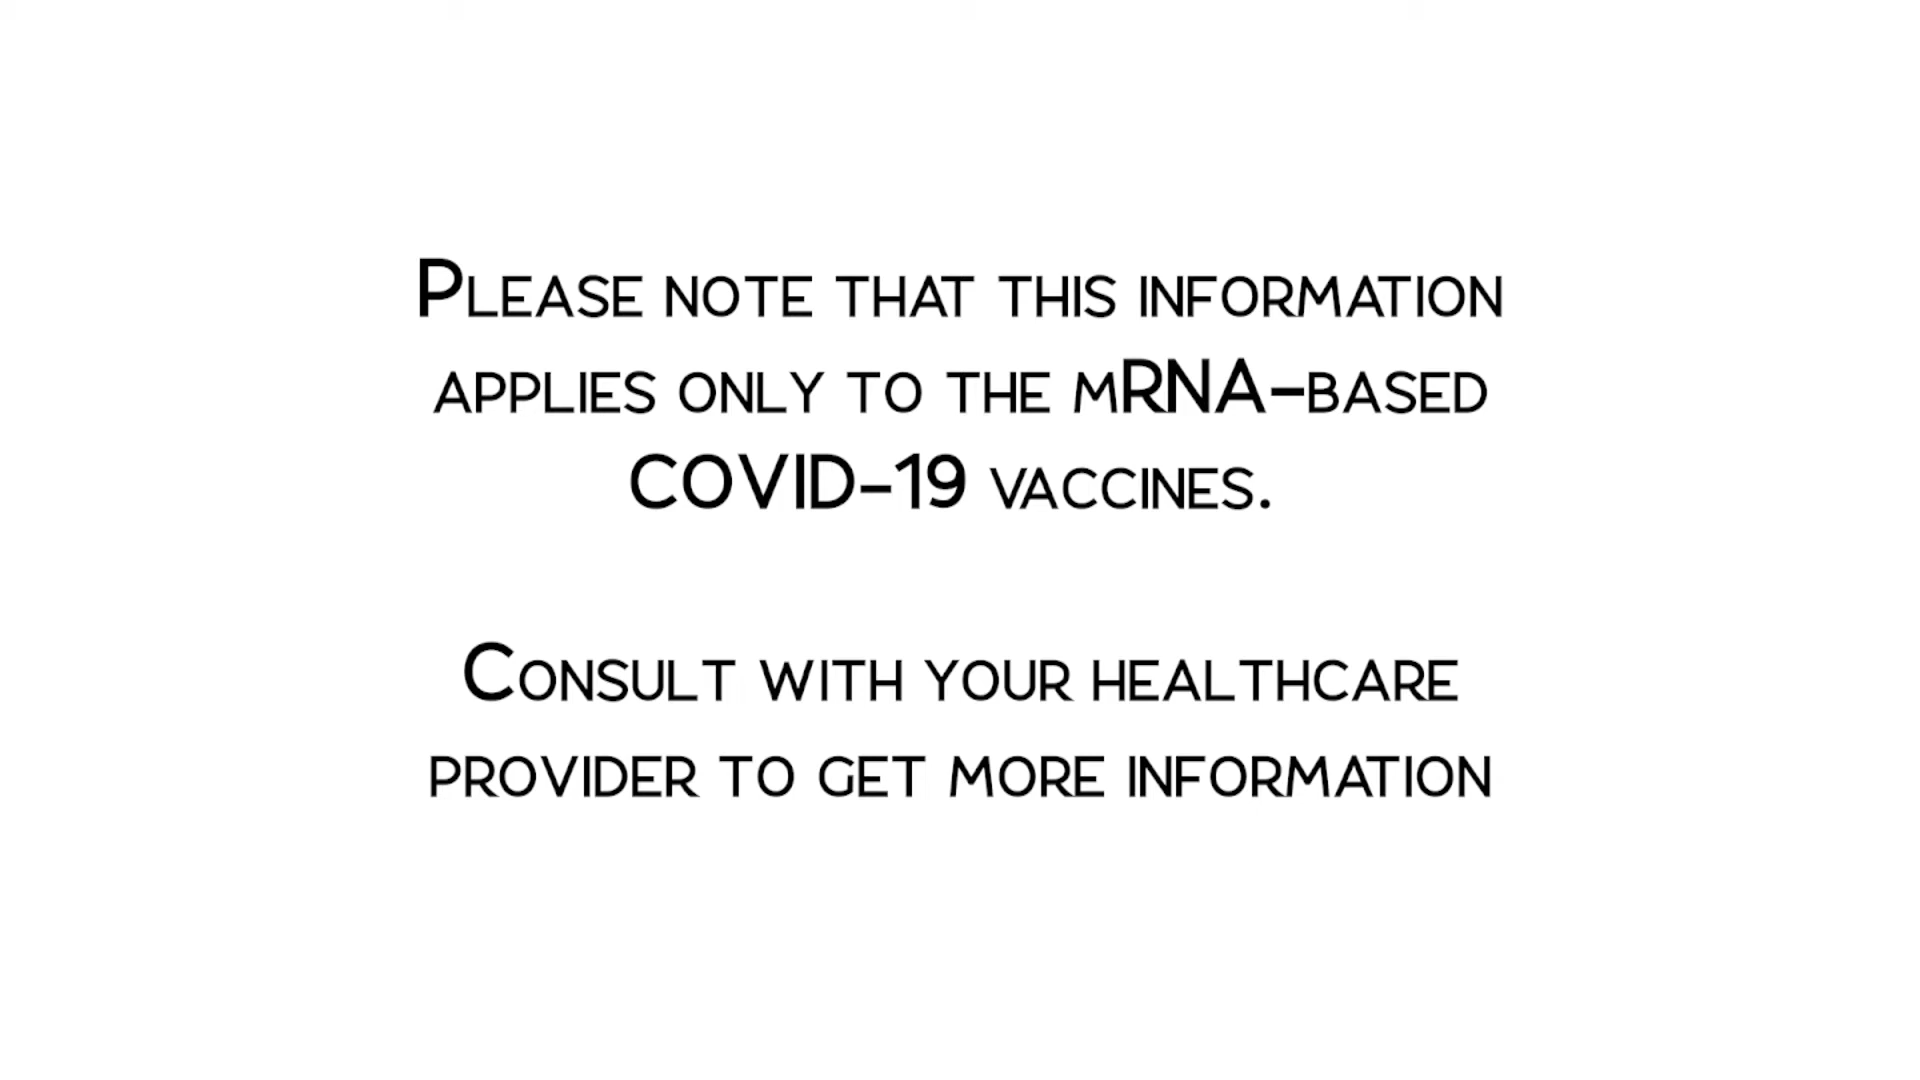 Please note that this information
applies only to the mRNA-based
COVID-19 vaccines.
Consult with your healthcare
provider to get more information